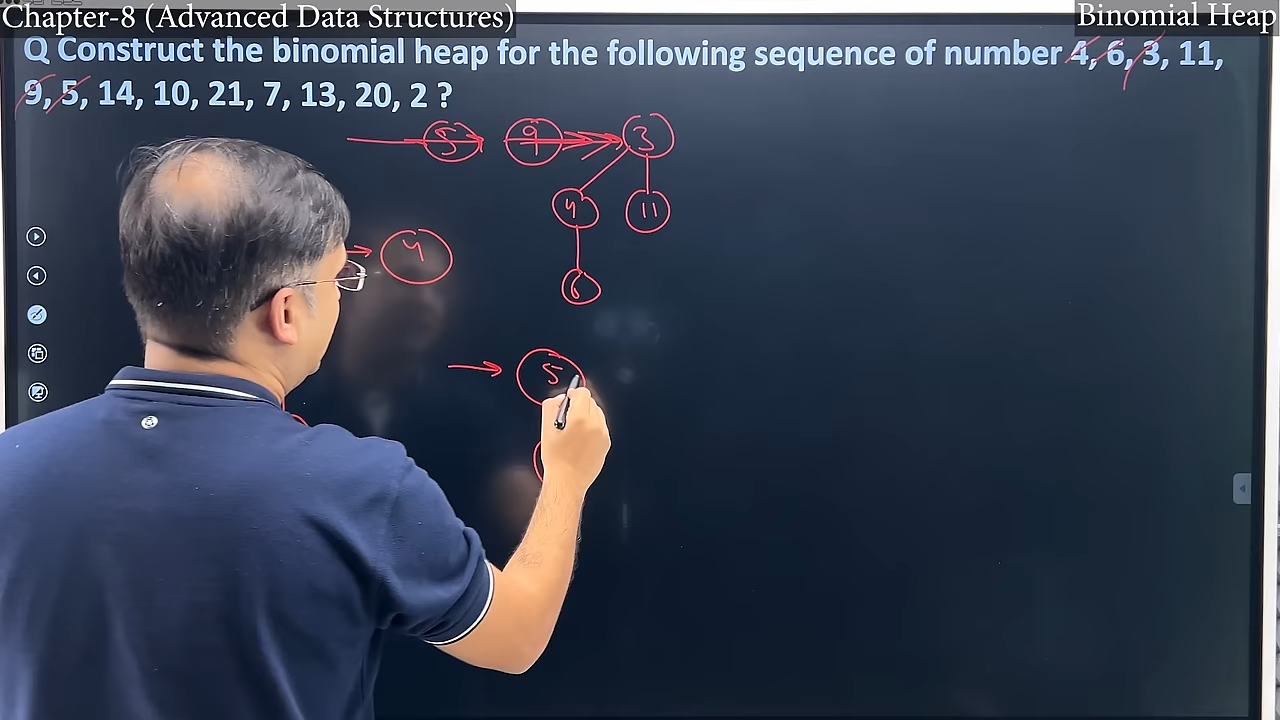 Chapter-8 (Advanced Data Structures)
Binomial Heap
Q Construct the binomial heap for the following sequence of number 4, 6, 3, 11,
9, 5, 14, 10, 21, 7, 13, 20, 2 ?
5 9 3
4 11
4
6
5